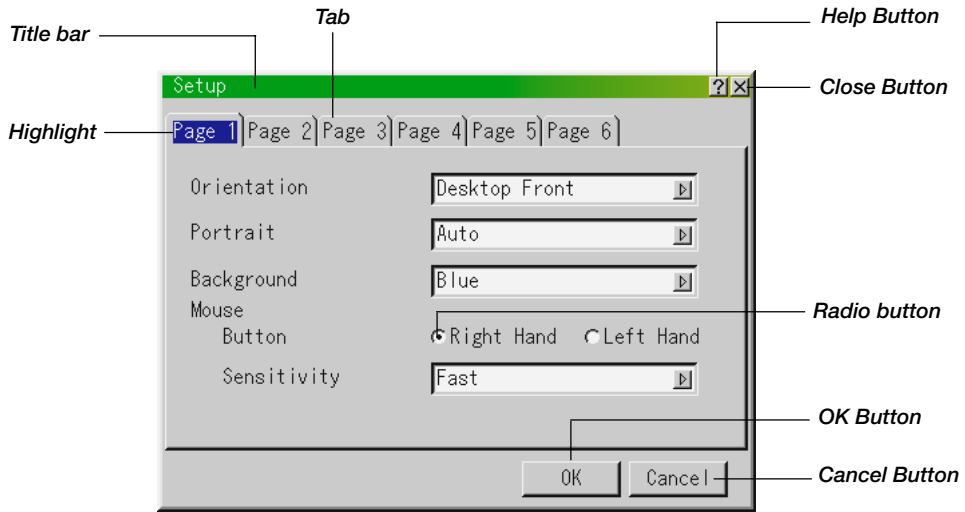 Tab
Help Button
Title bar
Setup
? ×
Close Button
Highlight
Page 1 Page 2 Page 3 Page 4 Page 5 Page 6
Orientation Desktop Front
Portrait Auto
Background Blue
Mouse
Radio button
Button Right Hand Left Hand
Sensitivity Fast
OK Button
OK Cancel
Cancel Button